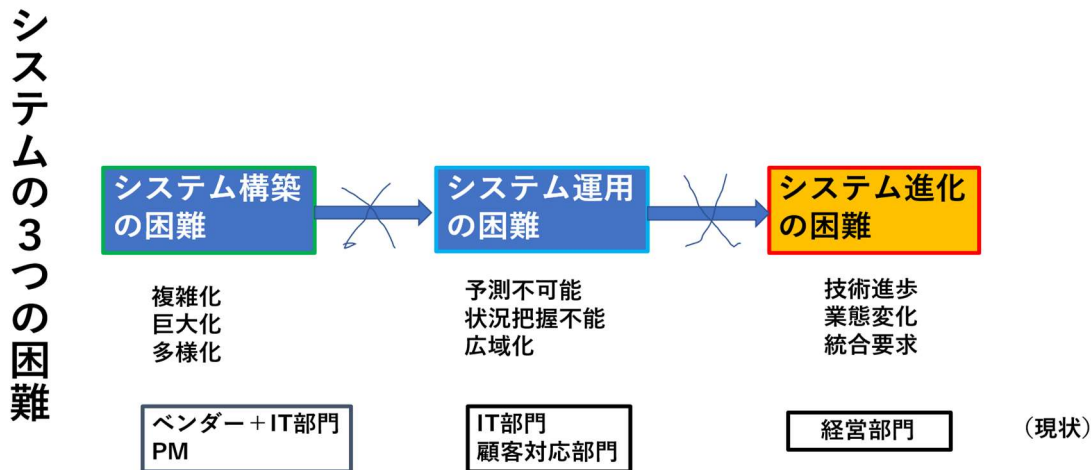 システムの３つの困難
システム構築
の困難
システム運用
の困難
システム進化
の困難
複雑化
巨大化
多様化
予測不可能
状況把握不能
広域化
技術進歩
業態変化
統合要求
ベンダー＋IT部門
PM
IT部門
顧客対応部門
経営部門
（現状）